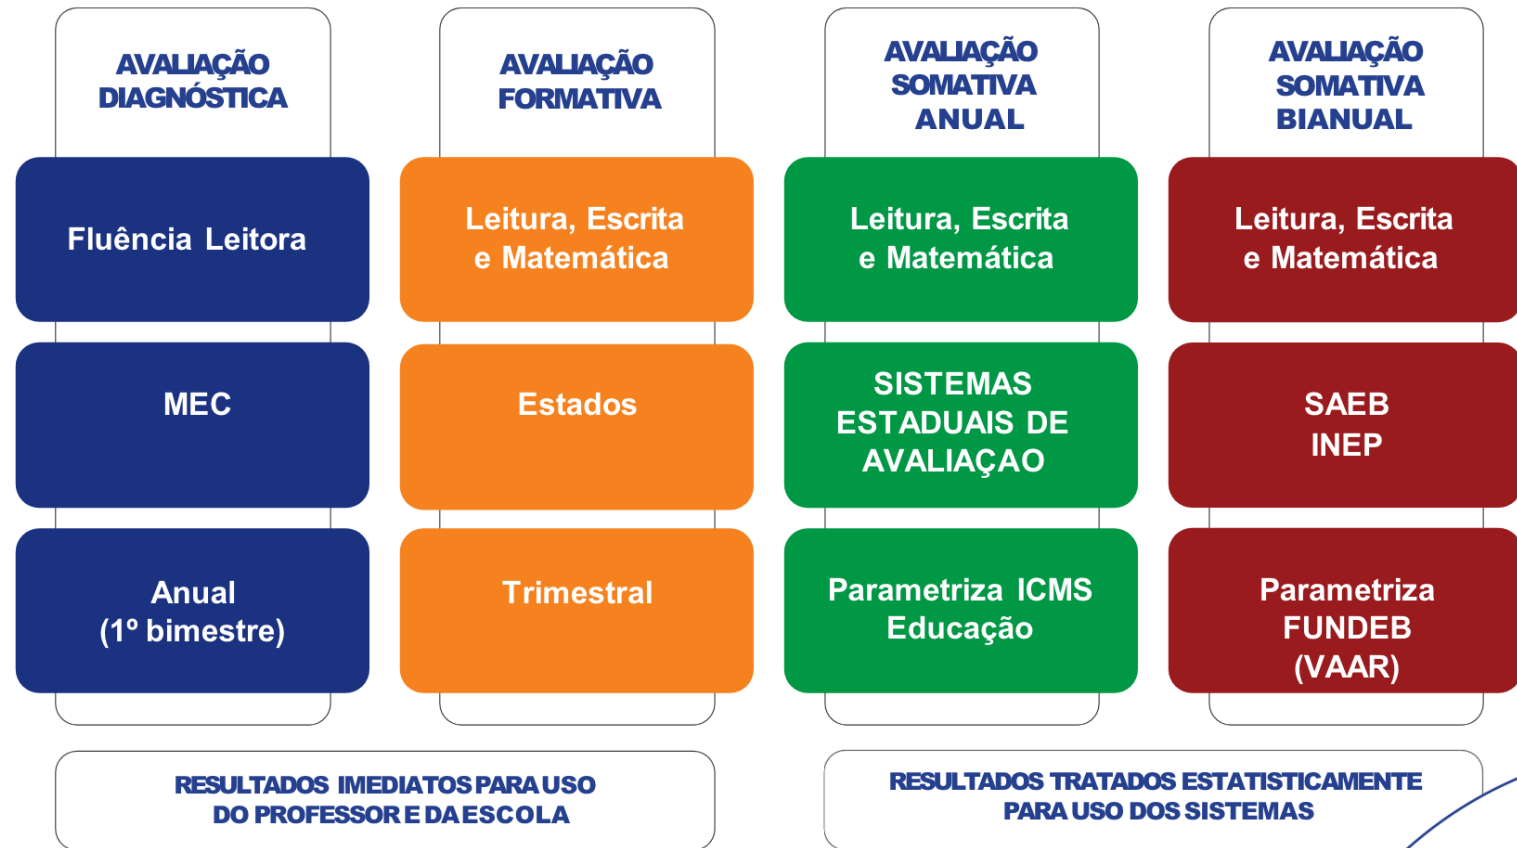 AVALIAÇÃO
DIAGNÓSTICA
Fluência Leitora
MEC
Anual
(1º bimestre)
AVALIAÇÃO
FORMATIVA
Leitura, Escrita
e Matemática
Estados
Trimestral
AVALIAÇÃO
SOMATIVA
ANUAL
Leitura, Escrita
e Matemática
SISTEMAS
ESTADUAIS DE
AVALIAÇAO
Parametriza ICMS
Educação
AVALIAÇÃO
SOMATIVA
BIANUAL
Leitura, Escrita
e Matemática
SAEB
INEP
Parametriza
FUNDEB
(VAAR)
RESULTADOS IMEDIATOS PARA USO
DO PROFESSOR E DA ESCOLA
RESULTADOS TRATADOS ESTATISTICAMENTE
PARA USO DOS SISTEMAS